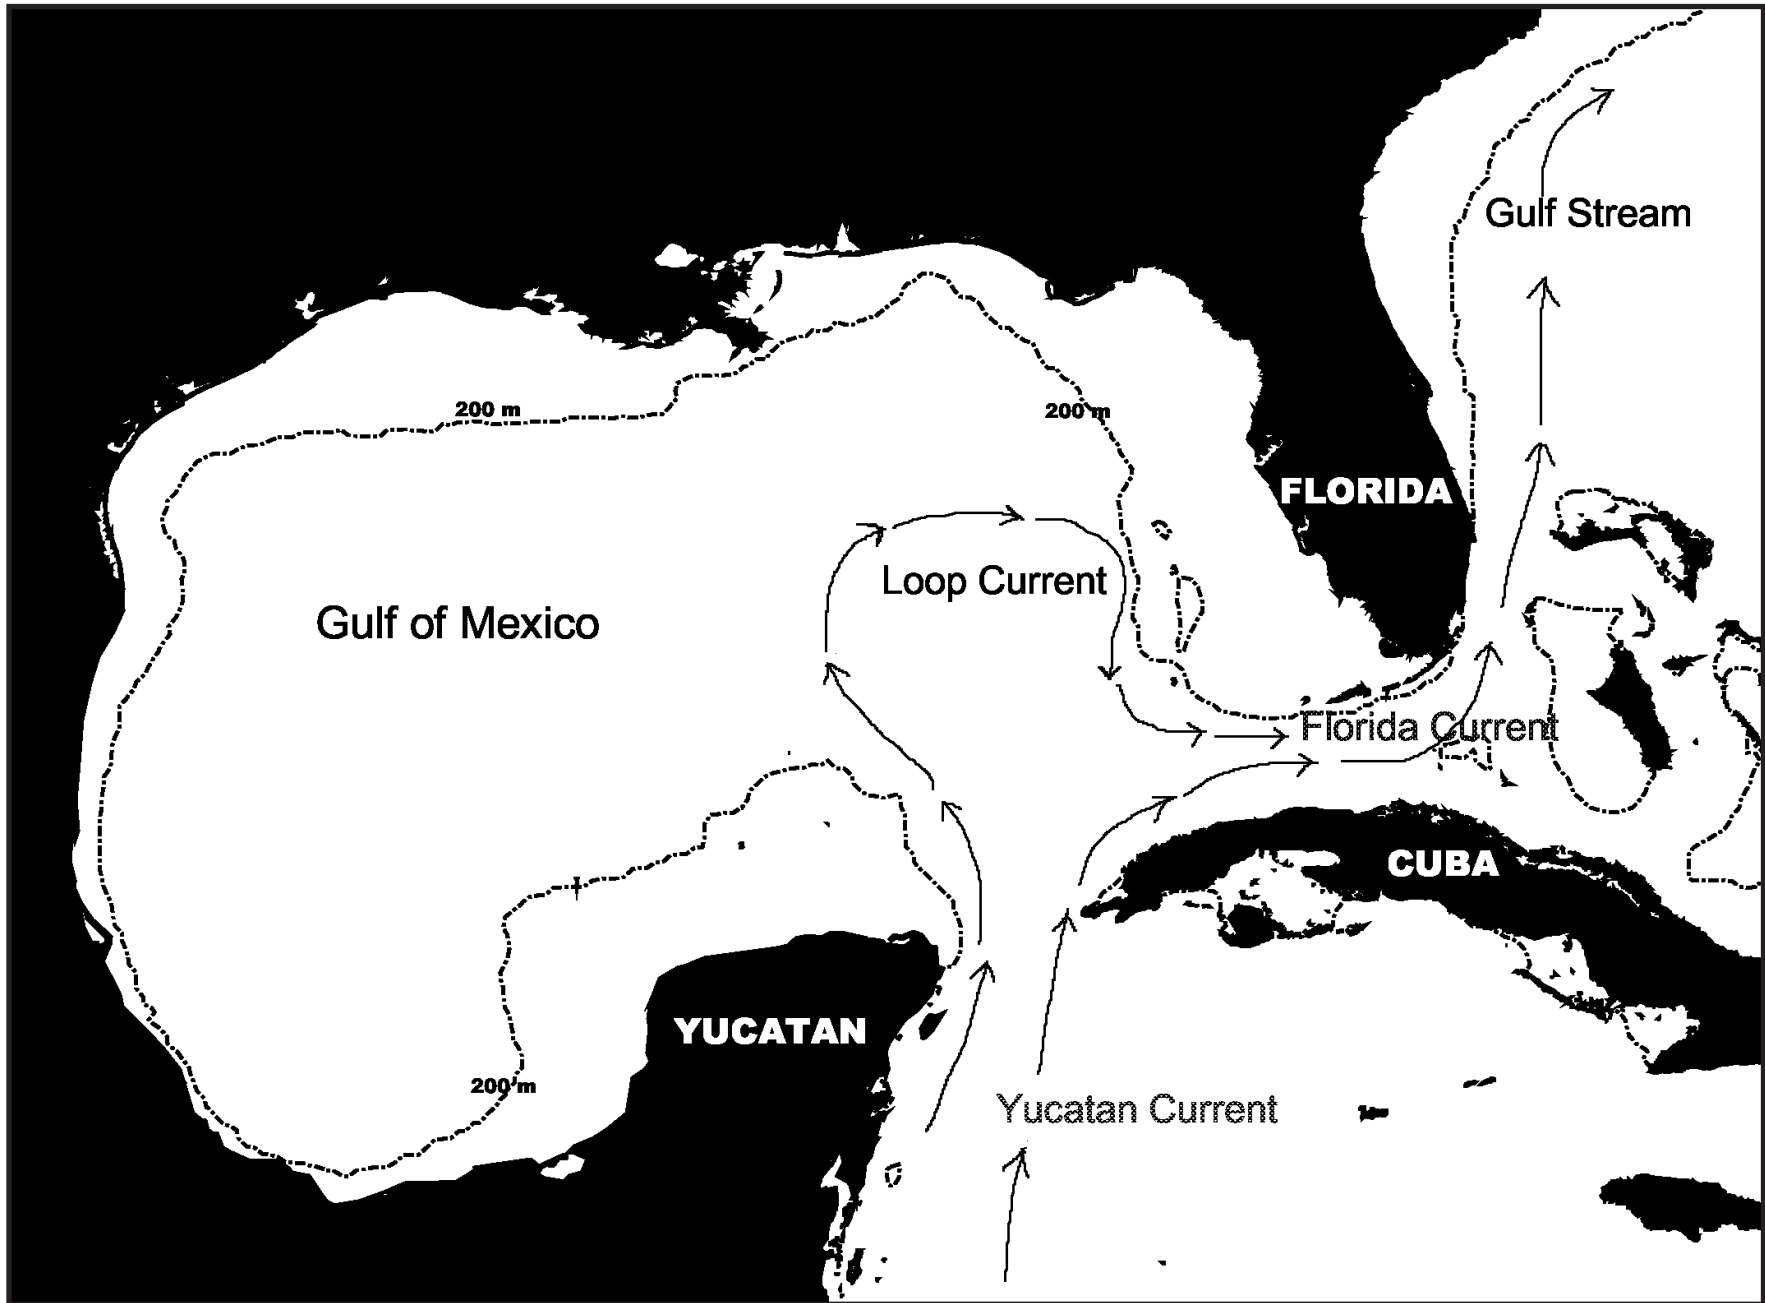 Gulf Stream
200 m
200 m
FLORIDA
Loop Current
Gulf of Mexico
Florida Current
CUBA
YUCATAN
200 m
Yucatan Current